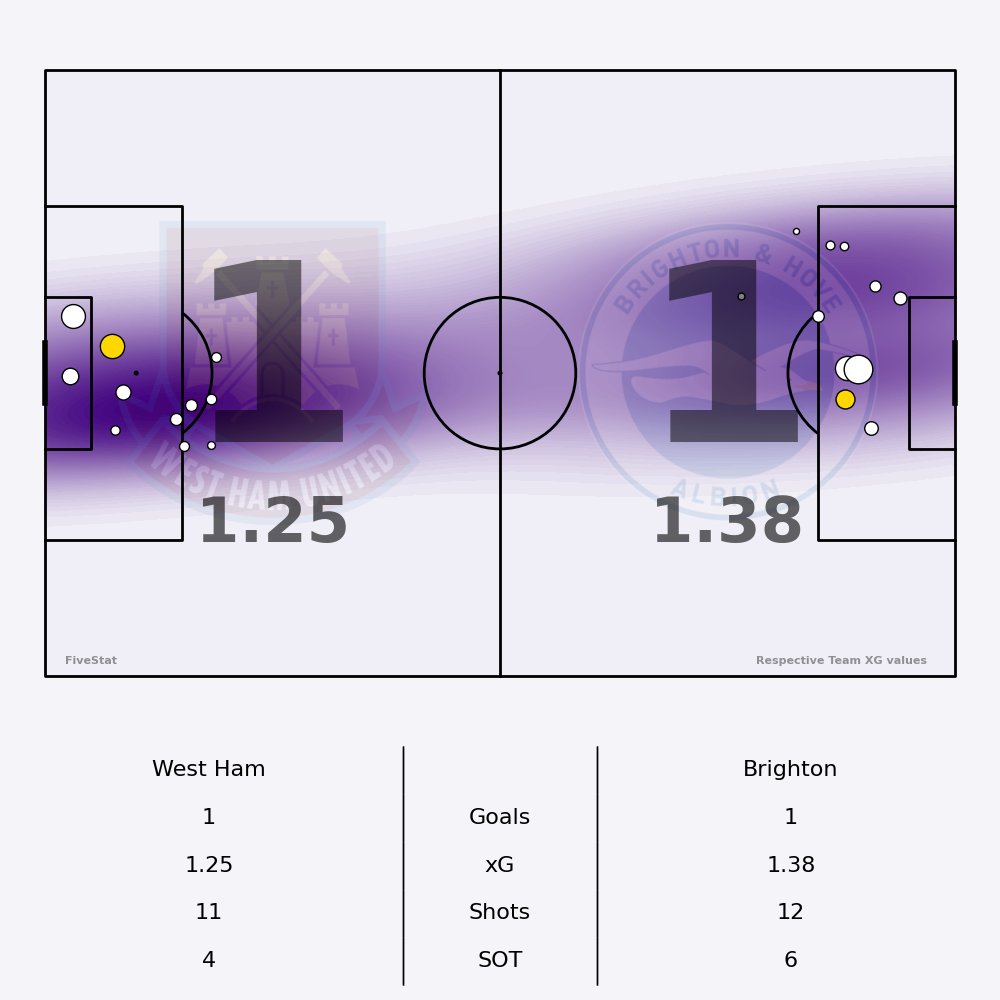 BRIGHTON & HOVE
1 1
WEST HAM UNITED
ALBION
1.25 1.38
FiveStat Respective Team XG values
West Ham Brighton
1 Goals 1
1.25 xG 1.38
11 Shots 12
4 SOT 6